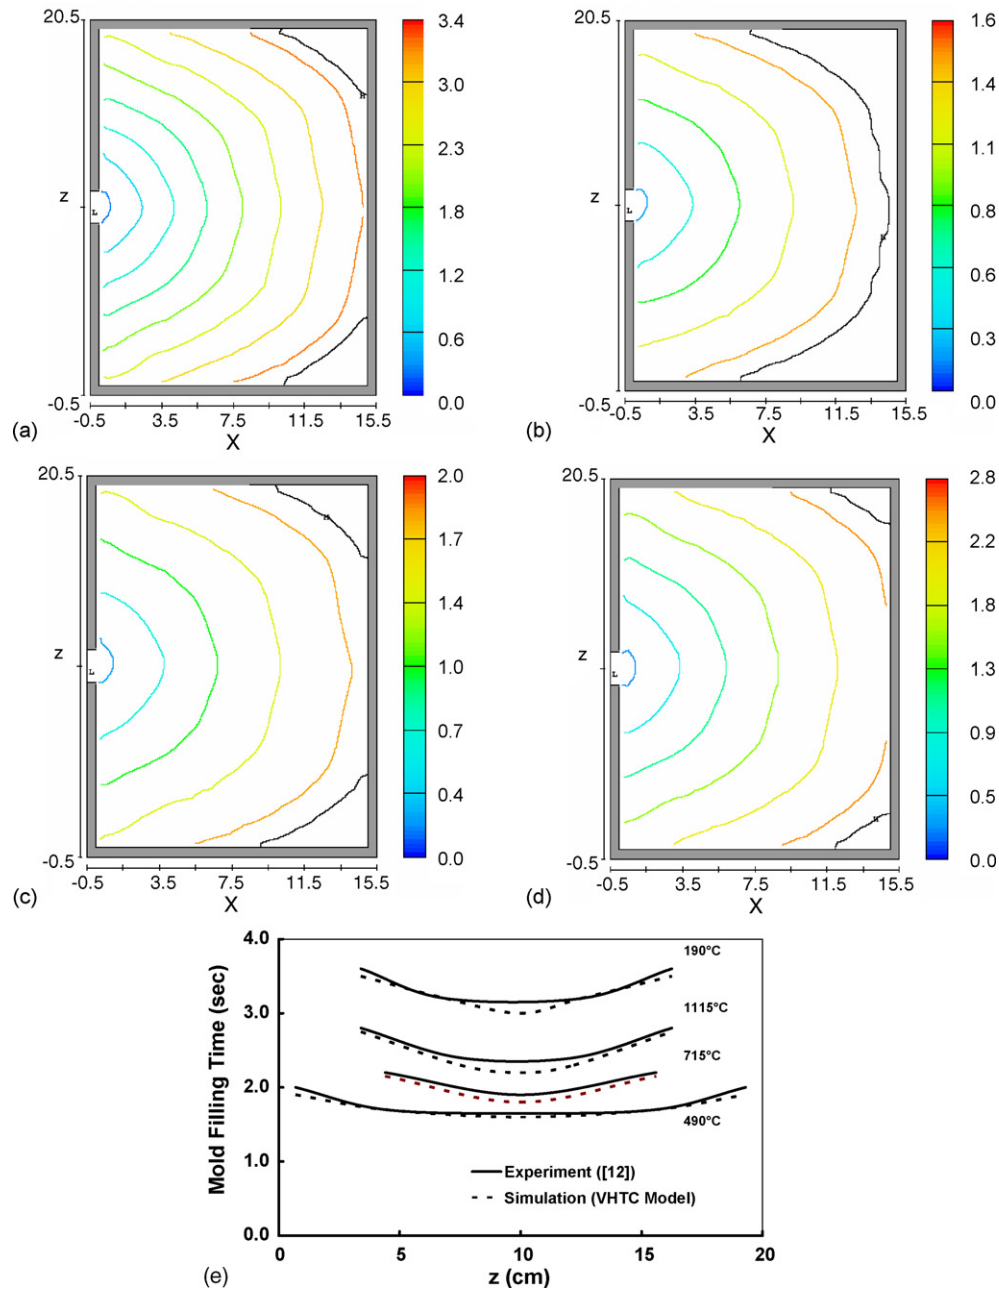 20.5
z
L
H
-0.5
-0.5 3.5 7.5 11.5 15.5
X
3.4
3.0
2.3
1.8
1.2
0.6
0.0
(a)
20.5
z
L
-0.5
-0.5 3.5 7.5 11.5 15.5
X
1.6
1.4
1.1
0.8
0.6
0.3
0.0
(b)
20.5
z
L
H
-0.5
-0.5 3.5 7.5 11.5 15.5
X
2.0
1.7
1.4
1.0
0.7
0.4
0.0
(c)
20.5
z
L
-0.5
-0.5 3.5 7.5 11.5 15.5
X
2.8
2.2
1.8
1.3
0.9
0.5
0.0
(d)
Mold Filling Time (sec)
4.0
3.0
2.0
1.0
0.0
190°C
1115°C
715°C
490°C
Experiment ([12])
Simulation (VHTC Model)
0 5 10 15 20
z (cm)
(e)